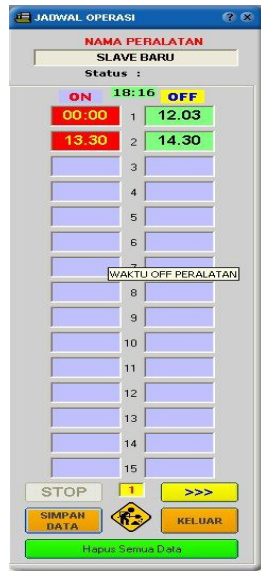 JADWAL OPERASI
NAMA PERALATAN
SLAVE BARU
Status :
ON 18:16 OFF
00:00 1 12.03
13.30 2 14.30
3
4
5
6
7
WAKTU OFF PERALATAN
8
9
10
11
12
13
14
15
STOP 1 >>>
SIMPAN DATA
KELUAR
Hapus Semua Data